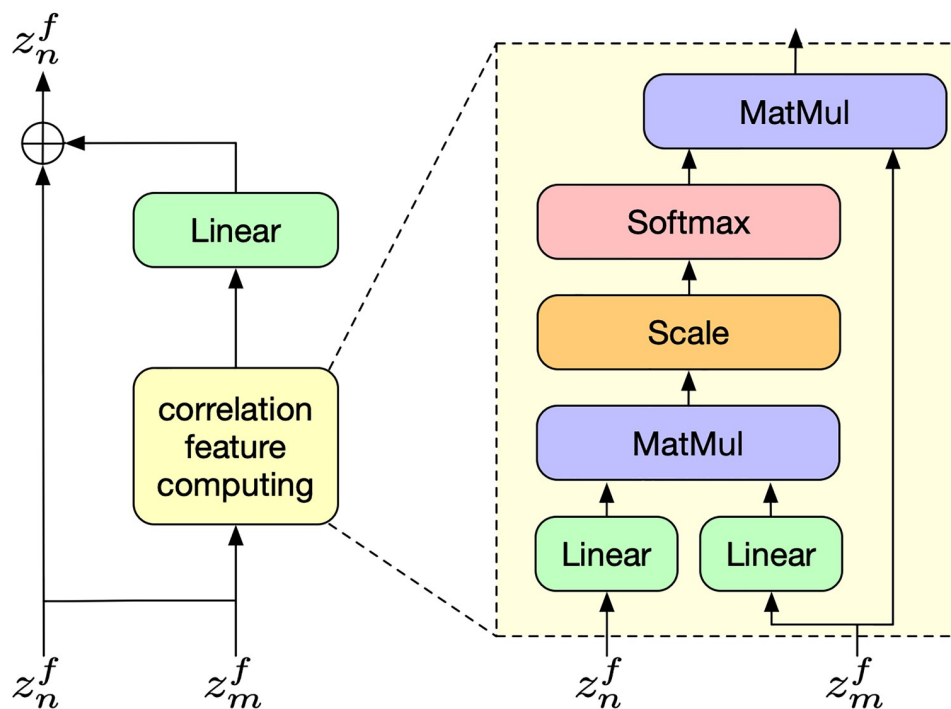 z_n^f
Linear
correlation
feature
computing
z_n^f
z_m^f
MatMul
Softmax
Scale
MatMul
Linear Linear
z_n^f
z_m^f